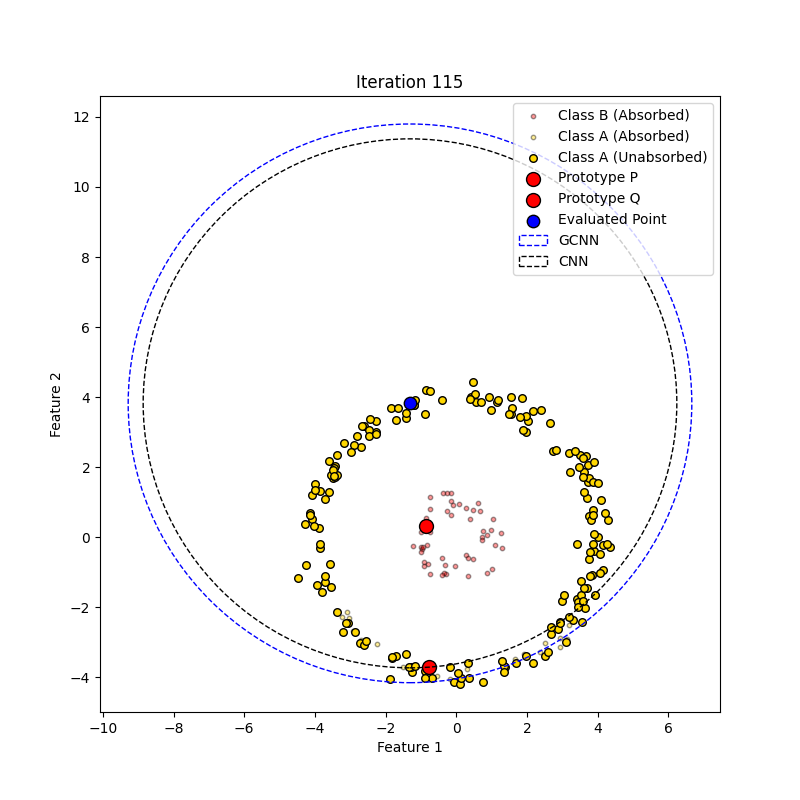 Iteration 115
Class B (Absorbed)
Class A (Absorbed)
Class A (Unabsorbed)
Prototype P
Prototype Q
Evaluated Point
GCNN
CNN
12
10
8
6
4
2
0
−2
−4
Feature 2
−10 −8 −6 −4 −2 0 2 4 6
Feature 1